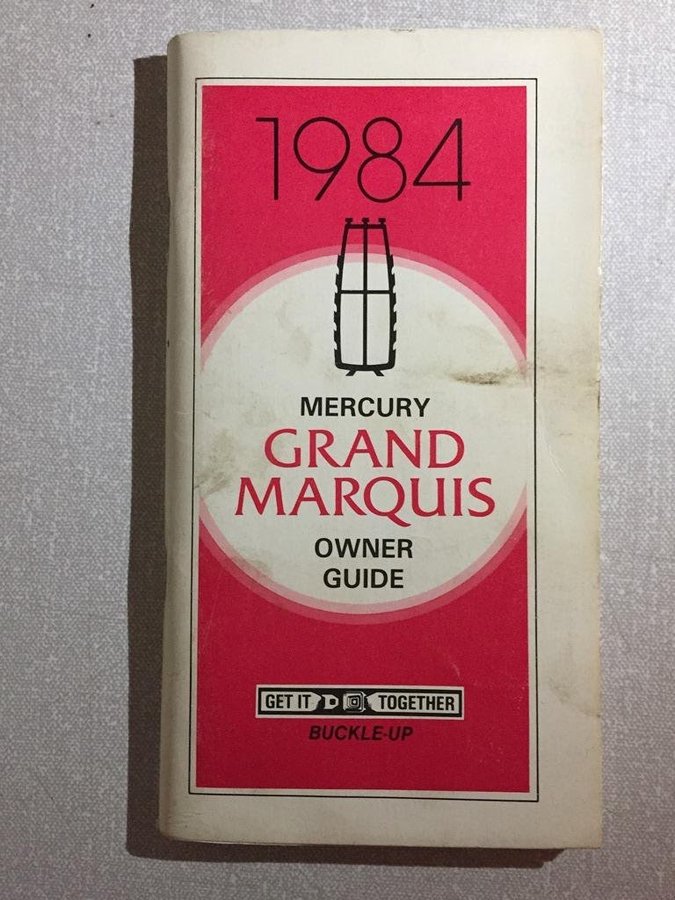 1984
MERCURY
GRAND
MARQUIS
OWNER
GUIDE
GET IT TOGETHER
BUCKLE-UP